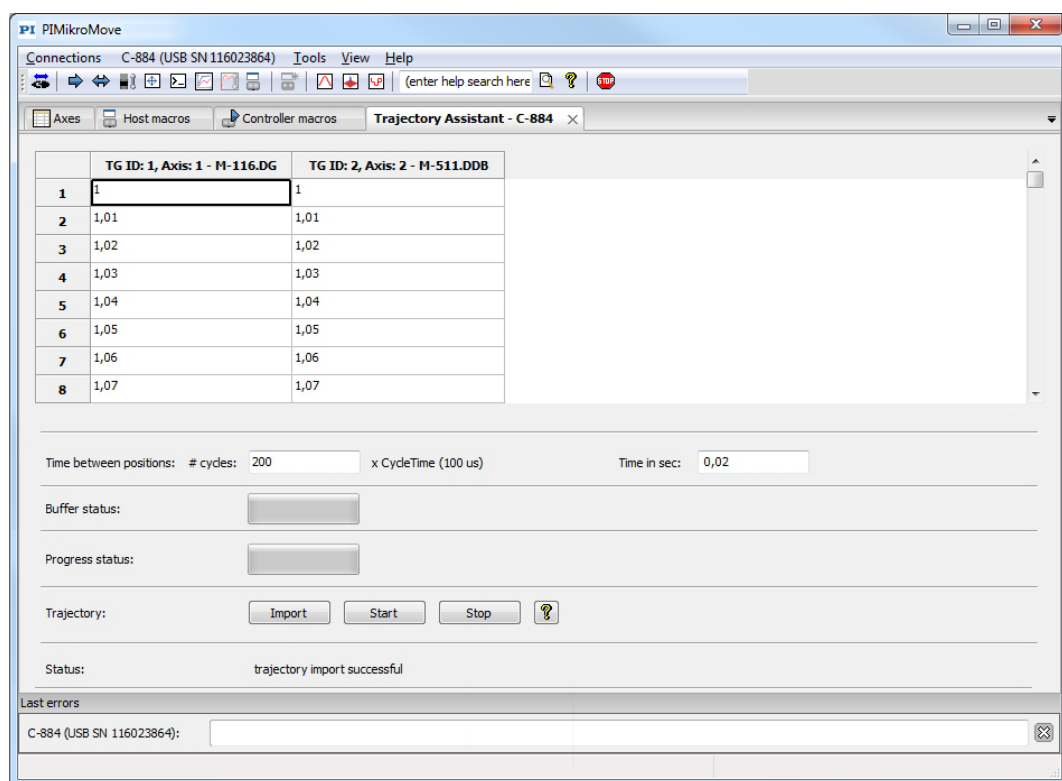 PI PIMikroMove
Connections C-884 (USB SN 116023864) Tools View Help
(enter help search here STOP
Axes Host macros Controller macros Trajectory Assistant - C-884
TG ID: 1, Axis: 1 - M-116.DG TG ID: 2, Axis: 2 - M-511.DDB
1 1 1
2 1,01 1,01
3 1,02 1,02
4 1,03 1,03
5 1,04 1,04
6 1,05 1,05
7 1,06 1,06
8 1,07 1,07
Time between positions: # cycles: 200 x CycleTime (100 us) Time in sec: 0,02
Buffer status:
Progress status:
Trajectory: Import Start Stop ?
Status: trajectory import successful
Last errors
C-884 (USB SN 116023864):